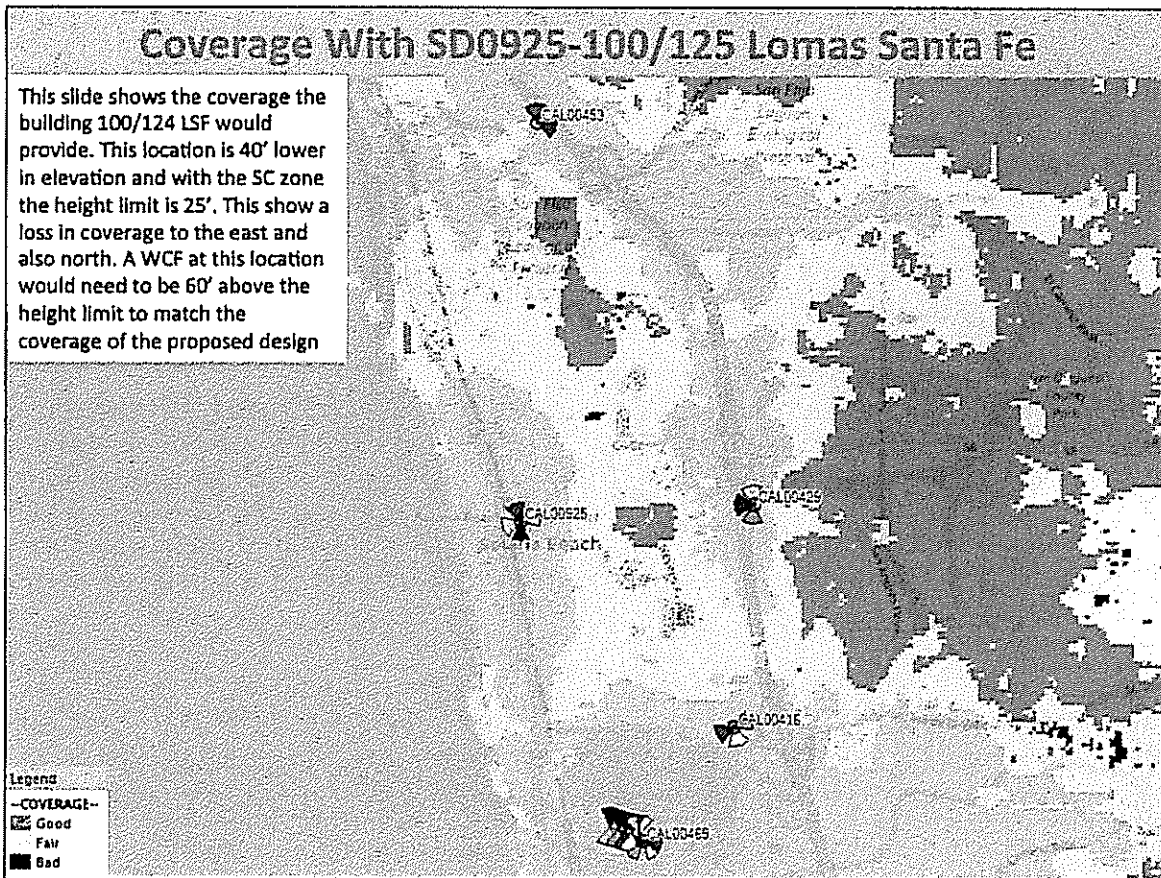 Coverage With SD0925-100/125 Lomas Santa Fe
This slide shows the coverage the
building 100/124 LSF would
provide. This location is 40' lower
in elevation and with the SC zone
the height limit is 25'. This show a
loss in coverage to the east and
also north. A WCF at this location
would need to be 60' above the
height limit to match the
coverage of the proposed design
CAL00453
CAL00925
CAL00429
Beach
CAL00416
CAL00465
Legend
--COVERAGE--
Good
Fair
Bad